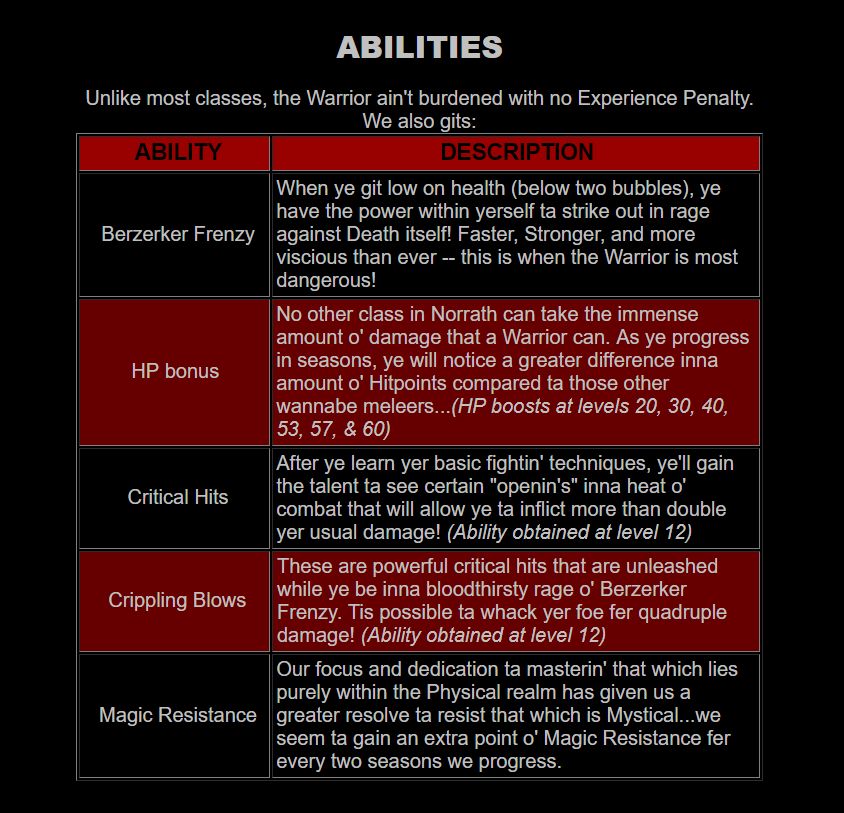 ABILITIES
Unlike most classes, the Warrior ain't burdened with no Experience Penalty.
We also gits:
ABILITY DESCRIPTION
Berzerker Frenzy
When ye git low on health (below two bubbles), ye
have the power within yerself ta strike out in rage
against Death itself! Faster, Stronger, and more
viscious than ever -- this is when the Warrior is most
dangerous!
HP bonus
No other class in Norrath can take the immense
amount o' damage that a Warrior can. As ye progress
in seasons, ye will notice a greater difference inna
amount o' Hitpoints compared ta those other
wannabe meleers...(HP boosts at levels 20, 30, 40,
53, 57, & 60)
Critical Hits
After ye learn yer basic fightin' techniques, ye'll gain
the talent ta see certain "openin's" inna heat o'
combat that will allow ye ta inflict more than double
yer usual damage! (Ability obtained at level 12)
Crippling Blows
These are powerful critical hits that are unleashed
while ye be inna bloodthirsty rage o' Berzerker
Frenzy. Tis possible ta whack yer foe fer quadruple
damage! (Ability obtained at level 12)
Magic Resistance
Our focus and dedication ta masterin' that which lies
purely within the Physical realm has given us a
greater resolve ta resist that which is Mystical...we
seem ta gain an extra point o' Magic Resistance fer
every two seasons we progress.